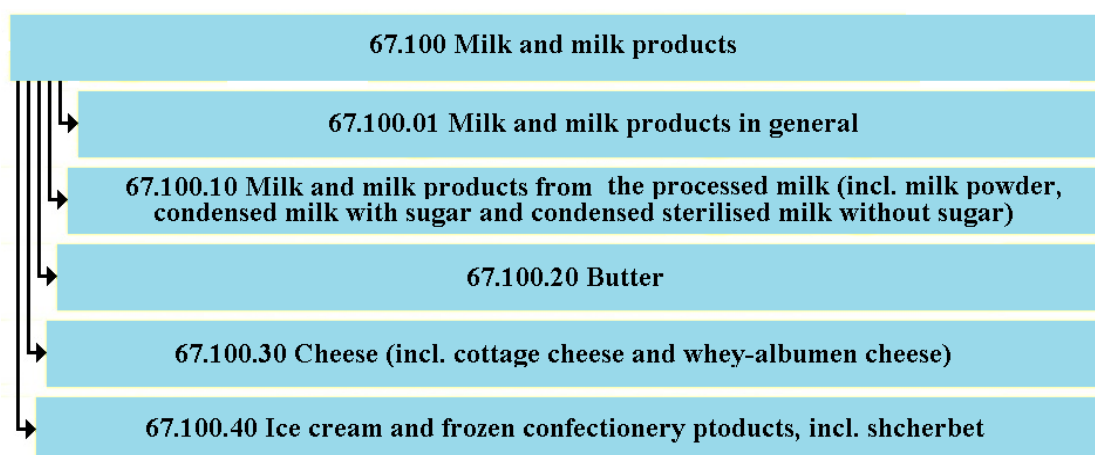 67.100 Milk and milk products
67.100.01 Milk and milk products in general
67.100.10 Milk and milk products from the processed milk (incl. milk powder,
condensed milk with sugar and condensed sterilised milk without sugar)
67.100.20 Butter
67.100.30 Cheese (incl. cottage cheese and whey-albumen cheese)
67.100.40 Ice cream and frozen confectionery ptoducts, incl. shcherbet